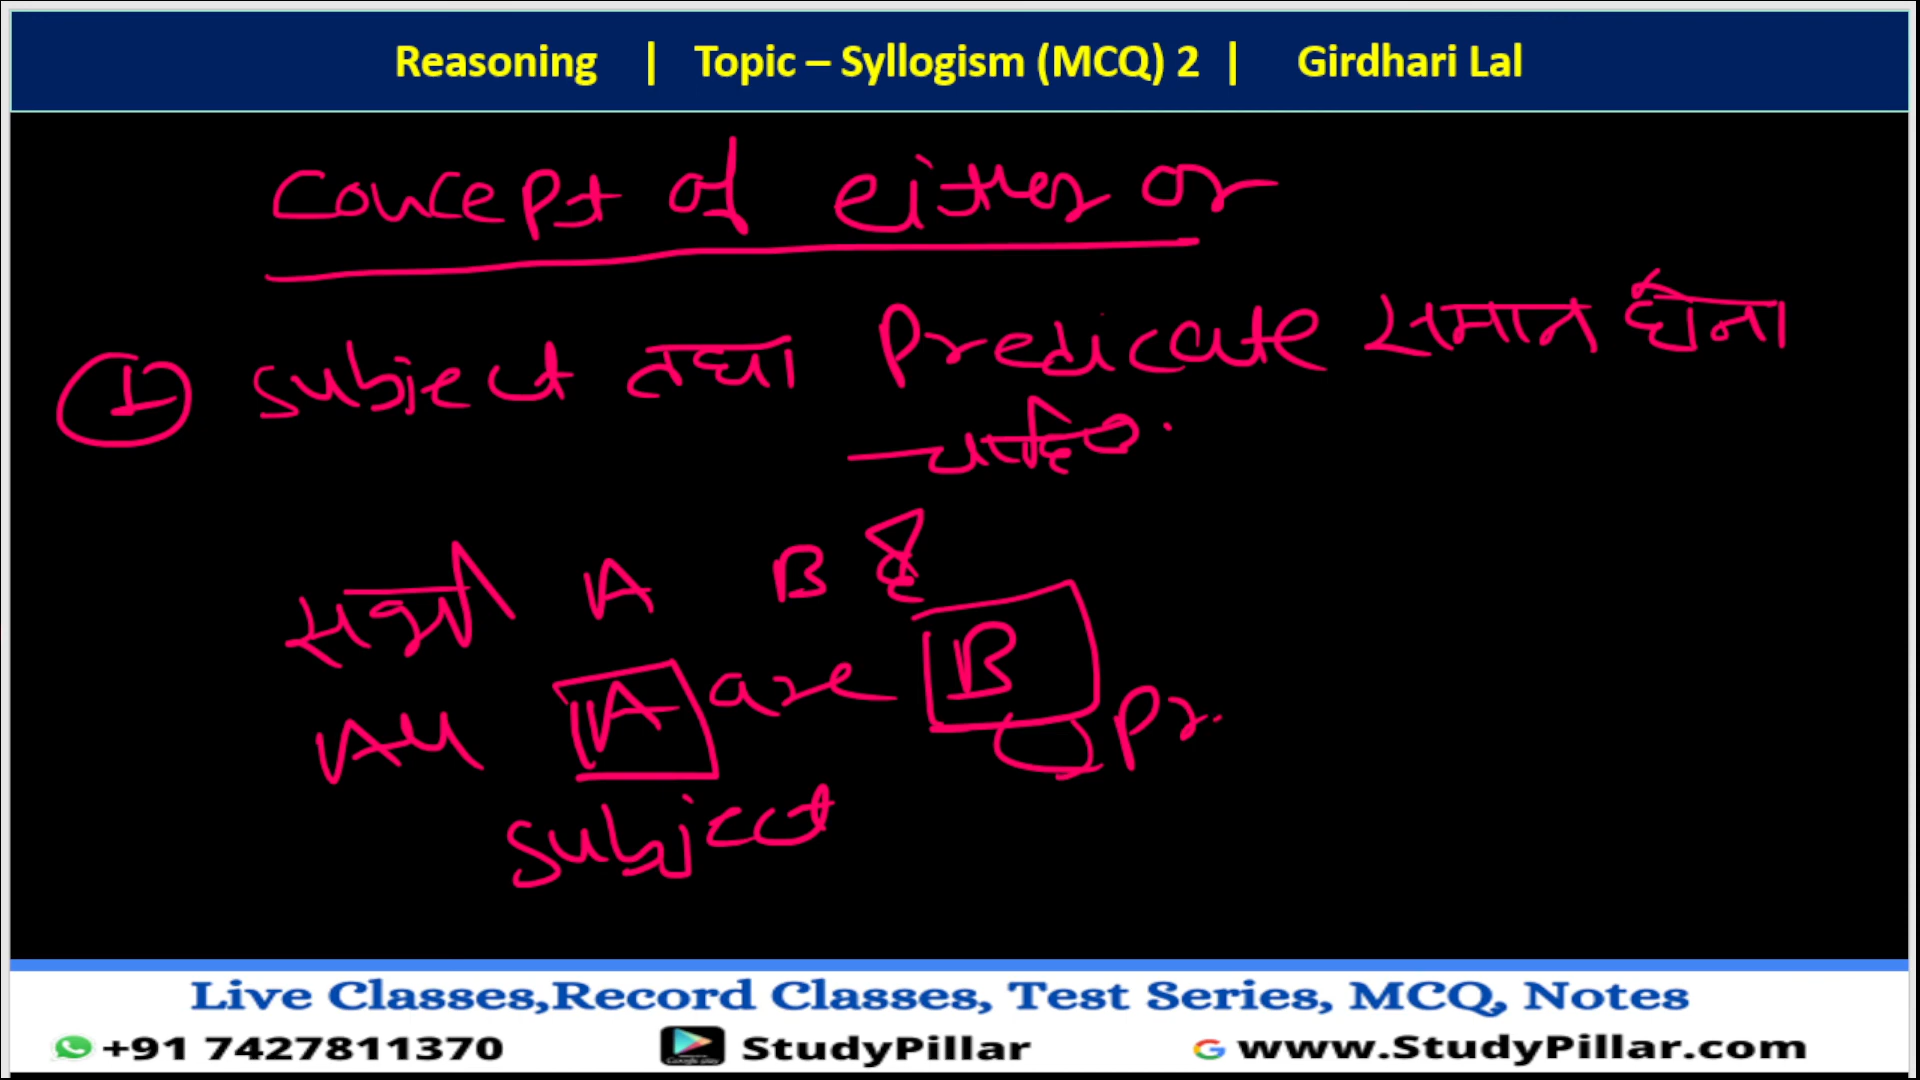 Reasoning | Topic – Syllogism (MCQ) 2 | Girdhari Lal
Concept of either or
① Subject तथा Predicate समान होना
चाहिए.
सभी A B है
All A are B
Pr.
Subject
Live Classes,Record Classes, Test Series, MCQ, Notes
+91 7427811370 StudyPillar www.StudyPillar.com